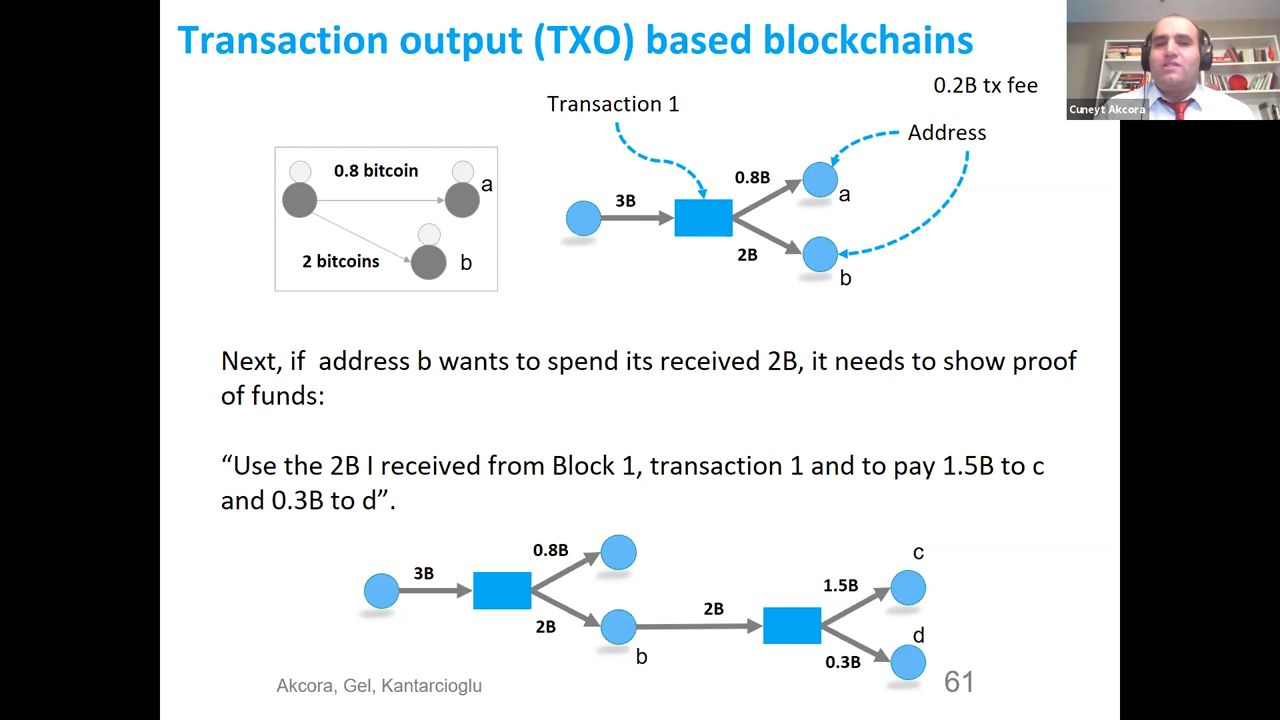 Transaction output (TXO) based blockchains
Cuneyt Akcora
0.2B tx fee
Transaction 1
Address
0.8 bitcoin
a
2 bitcoins
b
3B
0.8B
a
2B
b
Next, if address b wants to spend its received 2B, it needs to show proof
of funds:
“Use the 2B I received from Block 1, transaction 1 and to pay 1.5B to c
and 0.3B to d”.
3B
0.8B
2B
b
2B
c
1.5B
d
0.3B
Akcora, Gel, Kantarcioglu
61